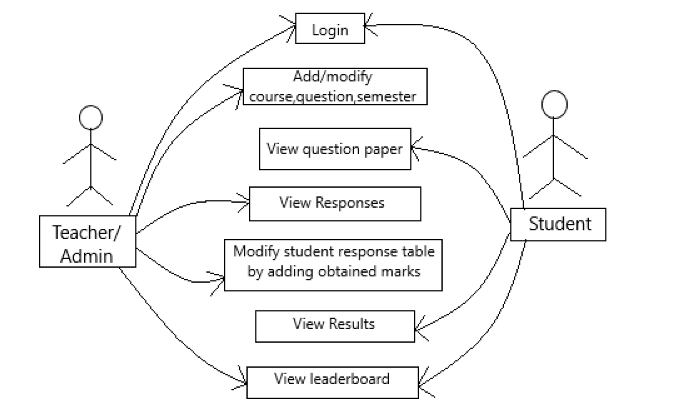 Login
Add/modify
course,question,semester
View question paper
View Responses
Teacher/
Admin
Student
Modify student response table
by adding obtained marks
View Results
View leaderboard